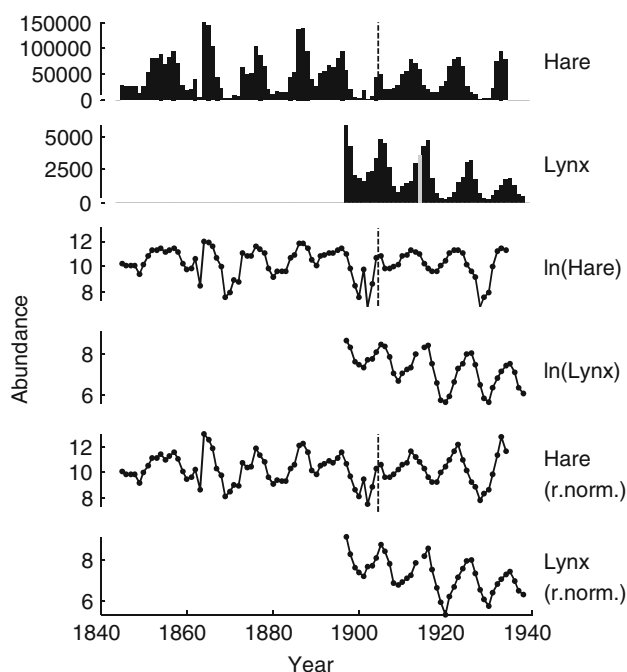 150000
100000
50000
0
Hare
5000
2500
0
Lynx
12
10
8
ln(Hare)
8
6
ln(Lynx)
12
10
8
Hare
(r.norm.)
8
6
Lynx
(r.norm.)
Abundance
1840 1860 1880 1900 1920 1940
Year